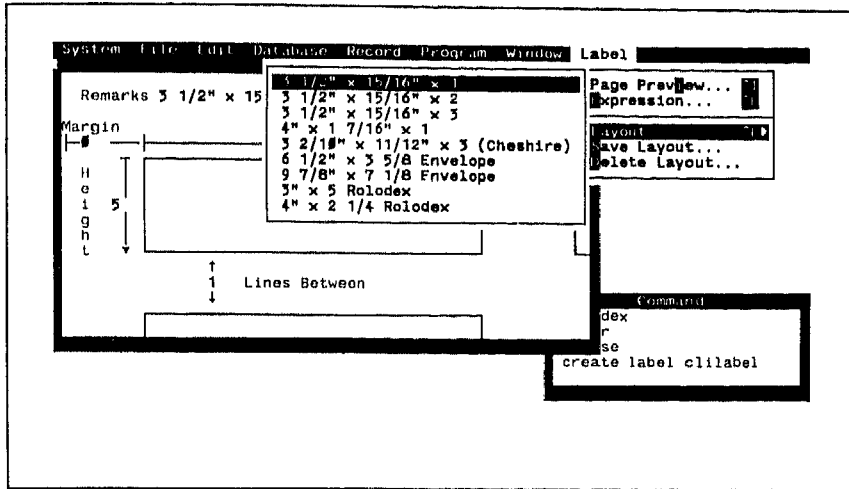 System File Edit Database Record Program Window Label
3 1/2" x 15/16" x 1
3 1/2" x 15/16" x 2
3 1/2" x 15/16" x 3
4" x 1 7/16" x 1
3 2/10" x 11/12" x 3 (Cheshire)
6 1/2" x 3 5/8 Envelope
9 7/8" x 7 1/8 Envelope
3" x 5 Rolodex
4" x 2 1/4 Rolodex
Page Preview...
Expression...
Layout
Save Layout...
Delete Layout...
Remarks 3 1/2" x 15
Margin
0
Height
5
1 Lines Between
Command
dex
r
se
create label clilabel